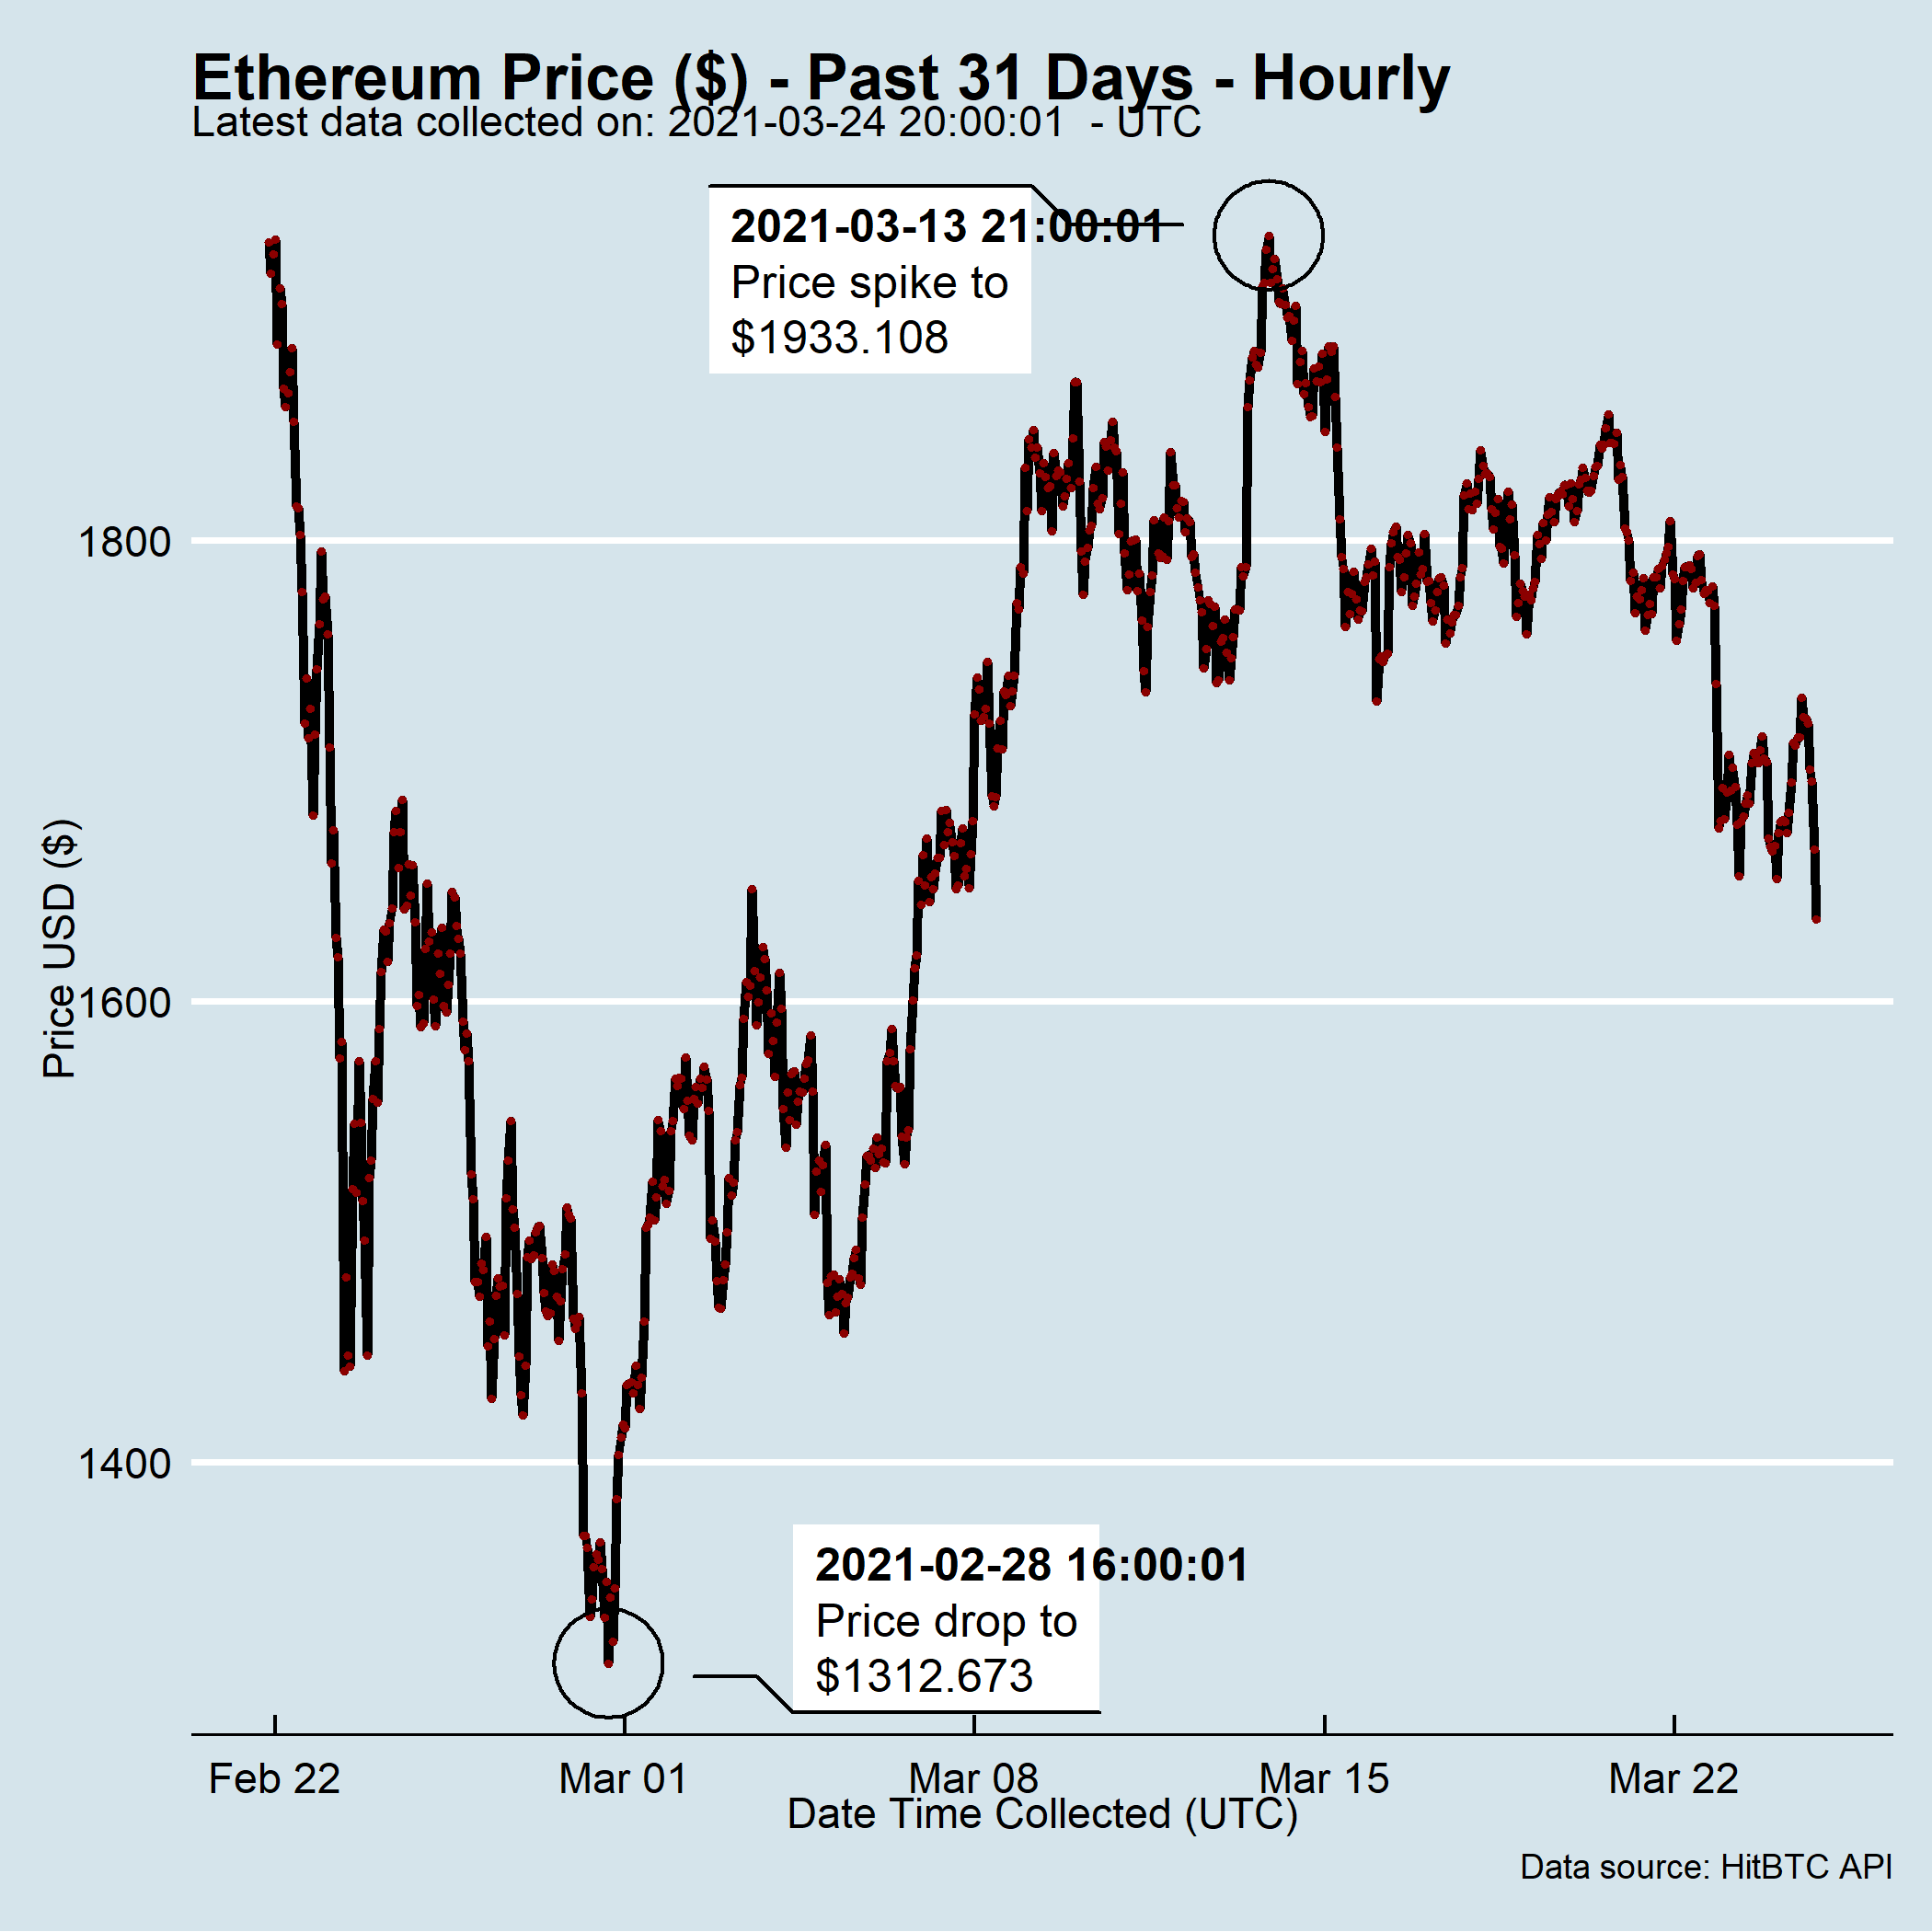 Ethereum Price ($) - Past 31 Days - Hourly
Latest data collected on: 2021-03-24 20:00:01  - UTC
2021-03-13 21:00:01
Price spike to
$1933.108
1800
1600
1400
Price USD ($)
2021-02-28 16:00:01
Price drop to
$1312.673
Feb 22
Mar 01
Mar 08
Mar 15
Mar 22
Date Time Collected (UTC)
Data source: HitBTC API